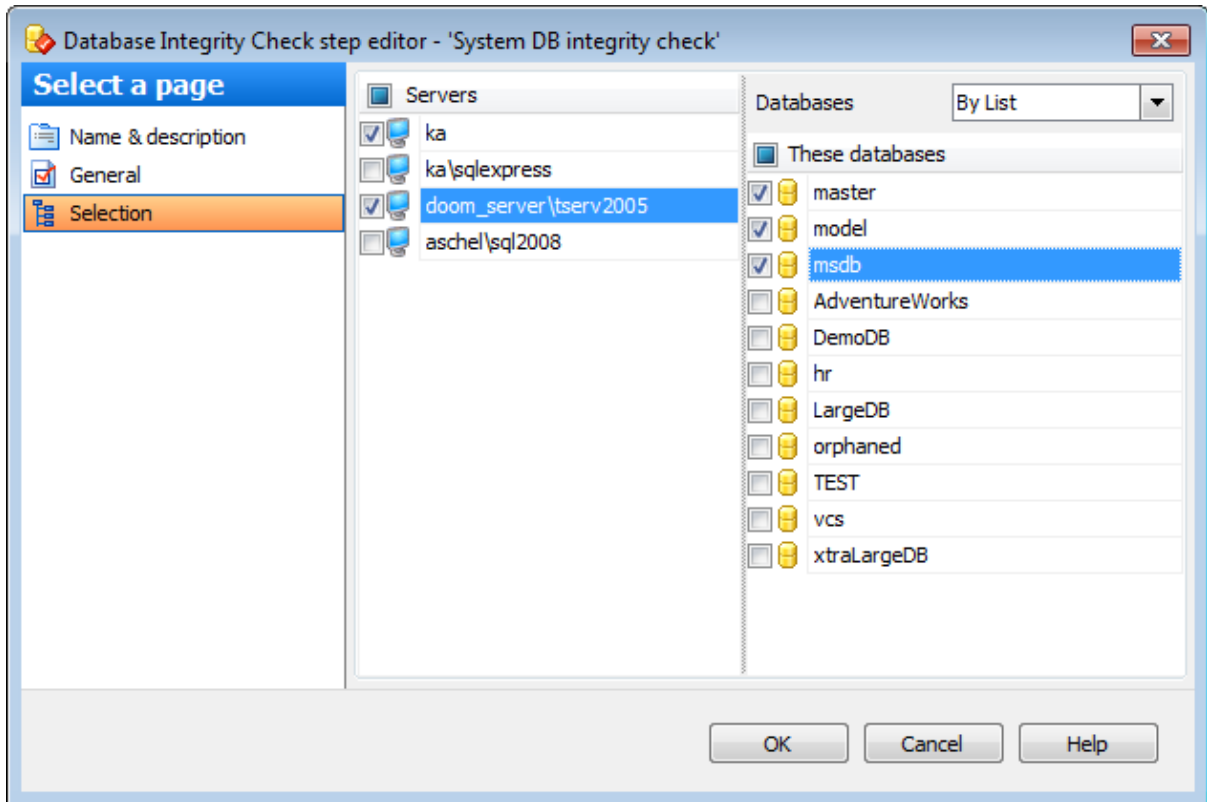 Database Integrity Check step editor - 'System DB integrity check'
Select a page
Name & description
General
Selection
Servers
ka
ka\sqlexpress
doom_server\tserv2005
aschel\sql2008
Databases By List
These databases
master
model
msdb
AdventureWorks
DemoDB
hr
LargeDB
orphaned
TEST
vcs
xtraLargeDB
OK Cancel Help